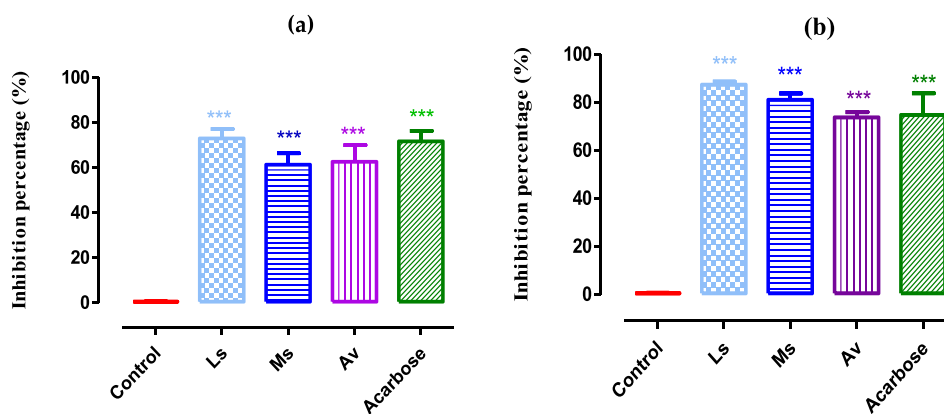 (a)
Inhibition percentage (%)
100
80
60
40
20
0
***
***
***
***
Control
Ls
Ms
Av
Acarbose
(b)
Inhibition percentage (%)
100
80
60
40
20
0
***
***
***
***
Control
Ls
Ms
Av
Acarbose